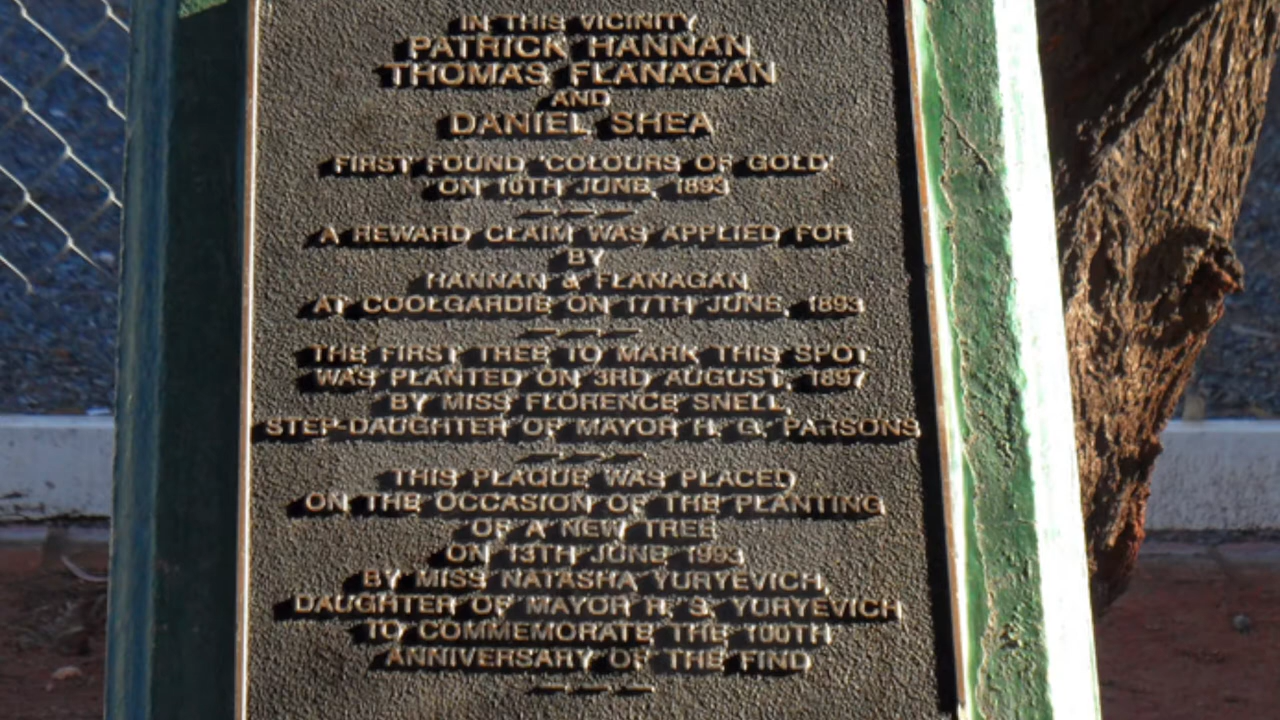 IN THIS VICINITY
PATRICK HANNAN
THOMAS FLANAGAN
AND
DANIEL SHEA
FIRST FOUND 'COLOURS OF GOLD'
ON 10TH JUNE, 1893
A REWARD CLAIM WAS APPLIED FOR
BY
HANNAN & FLANAGAN
AT COOLGARDIE ON 17TH JUNE, 1893
THE FIRST TREE TO MARK THIS SPOT
WAS PLANTED ON 3RD AUGUST, 1897
BY MISS FLORENCE SNELL,
STEP-DAUGHTER OF MAYOR H. G. PARSONS
THIS PLAQUE WAS PLACED
ON THE OCCASION OF THE PLANTING
OF A NEW TREE
ON 13TH JUNE 1993
BY MISS NATASHA YURYEVICH,
DAUGHTER OF MAYOR R. S. YURYEVICH
TO COMMEMORATE THE 100TH
ANNIVERSARY OF THE FIND